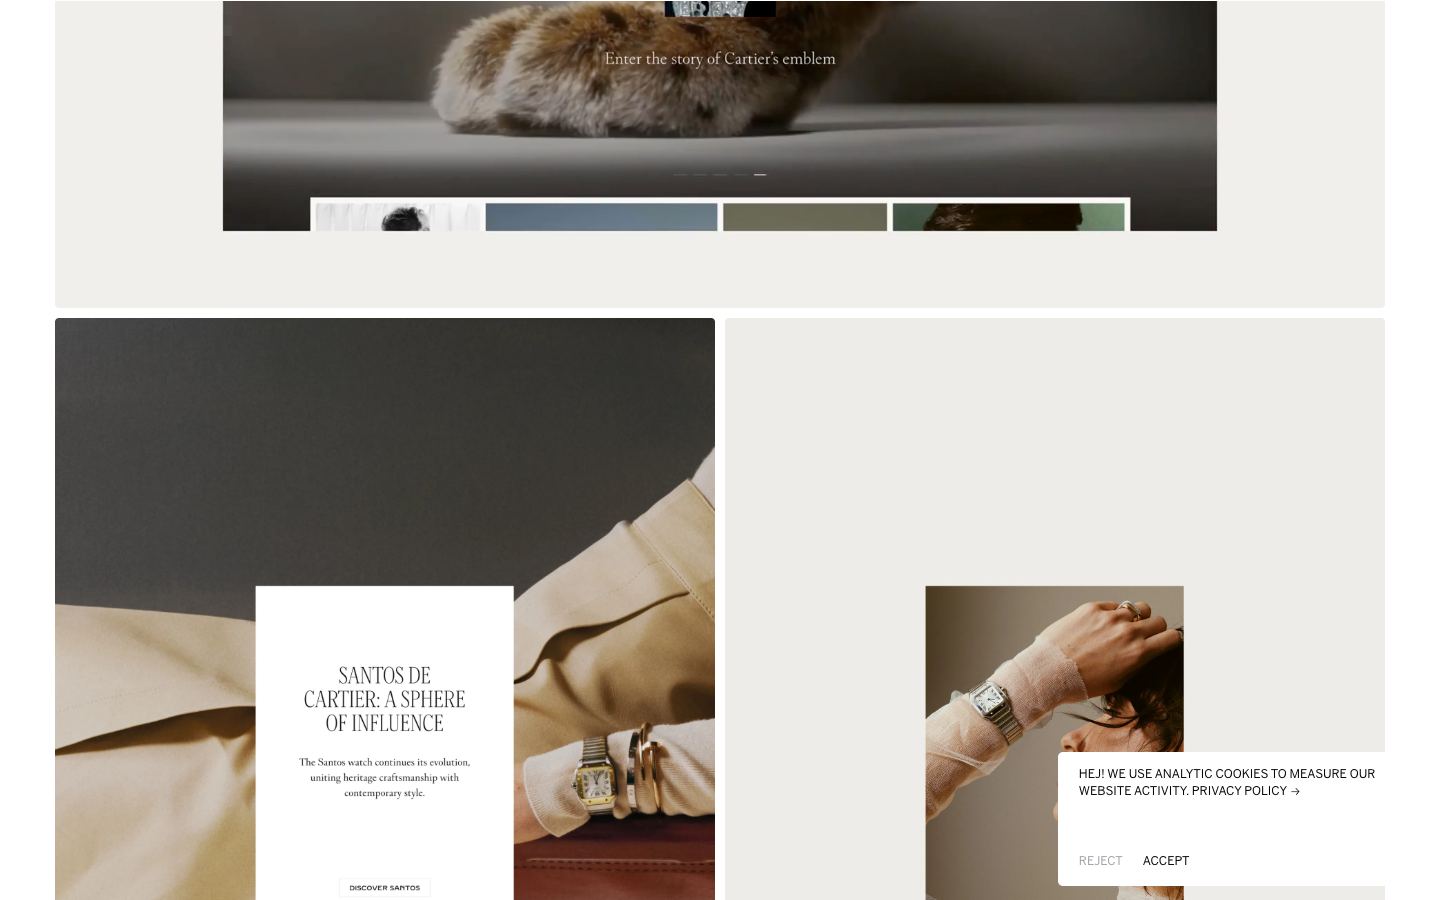 Enter the story of Cartier's emblem
SANTOS DE
CARTIER: A SPHERE
OF INFLUENCE
The Santos watch continues its evolution,
uniting heritage craftsmanship with
contemporary style.
DISCOVER SANTOS
HEJ! WE USE ANALYTIC COOKIES TO MEASURE OUR
WEBSITE ACTIVITY. PRIVACY POLICY →
REJECT ACCEPT